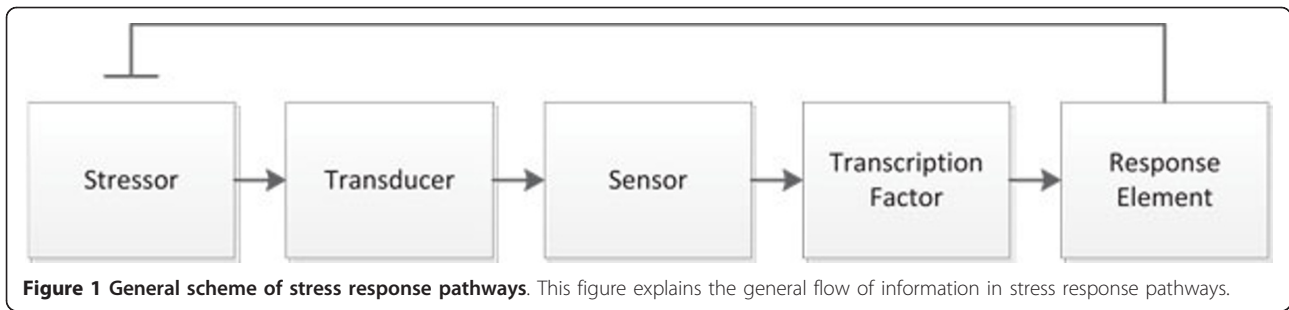 Stressor
Transducer
Sensor
Transcription
Factor
Response
Element
Figure 1 General scheme of stress response pathways. This figure explains the general flow of information in stress response pathways.